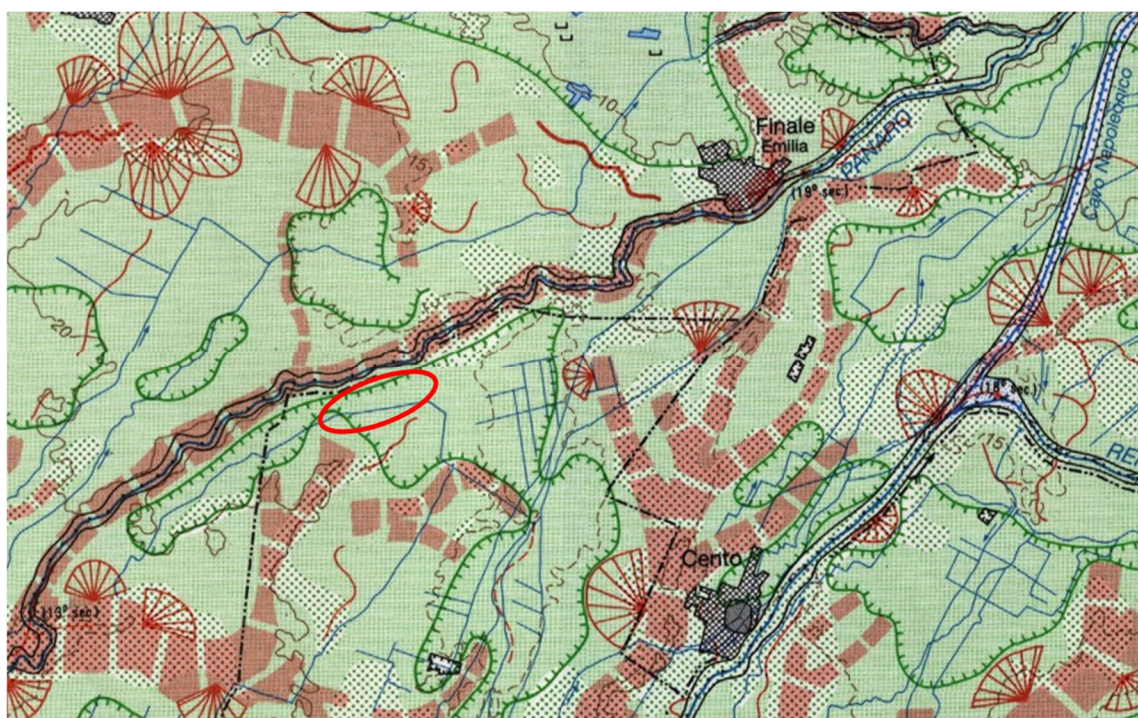 10
10
Finale
Emilia
PANARO
(19° sec.)
Cavo Napoleonico
15
20
(18° sec.)
15
RE
Cento
(13° sec.)